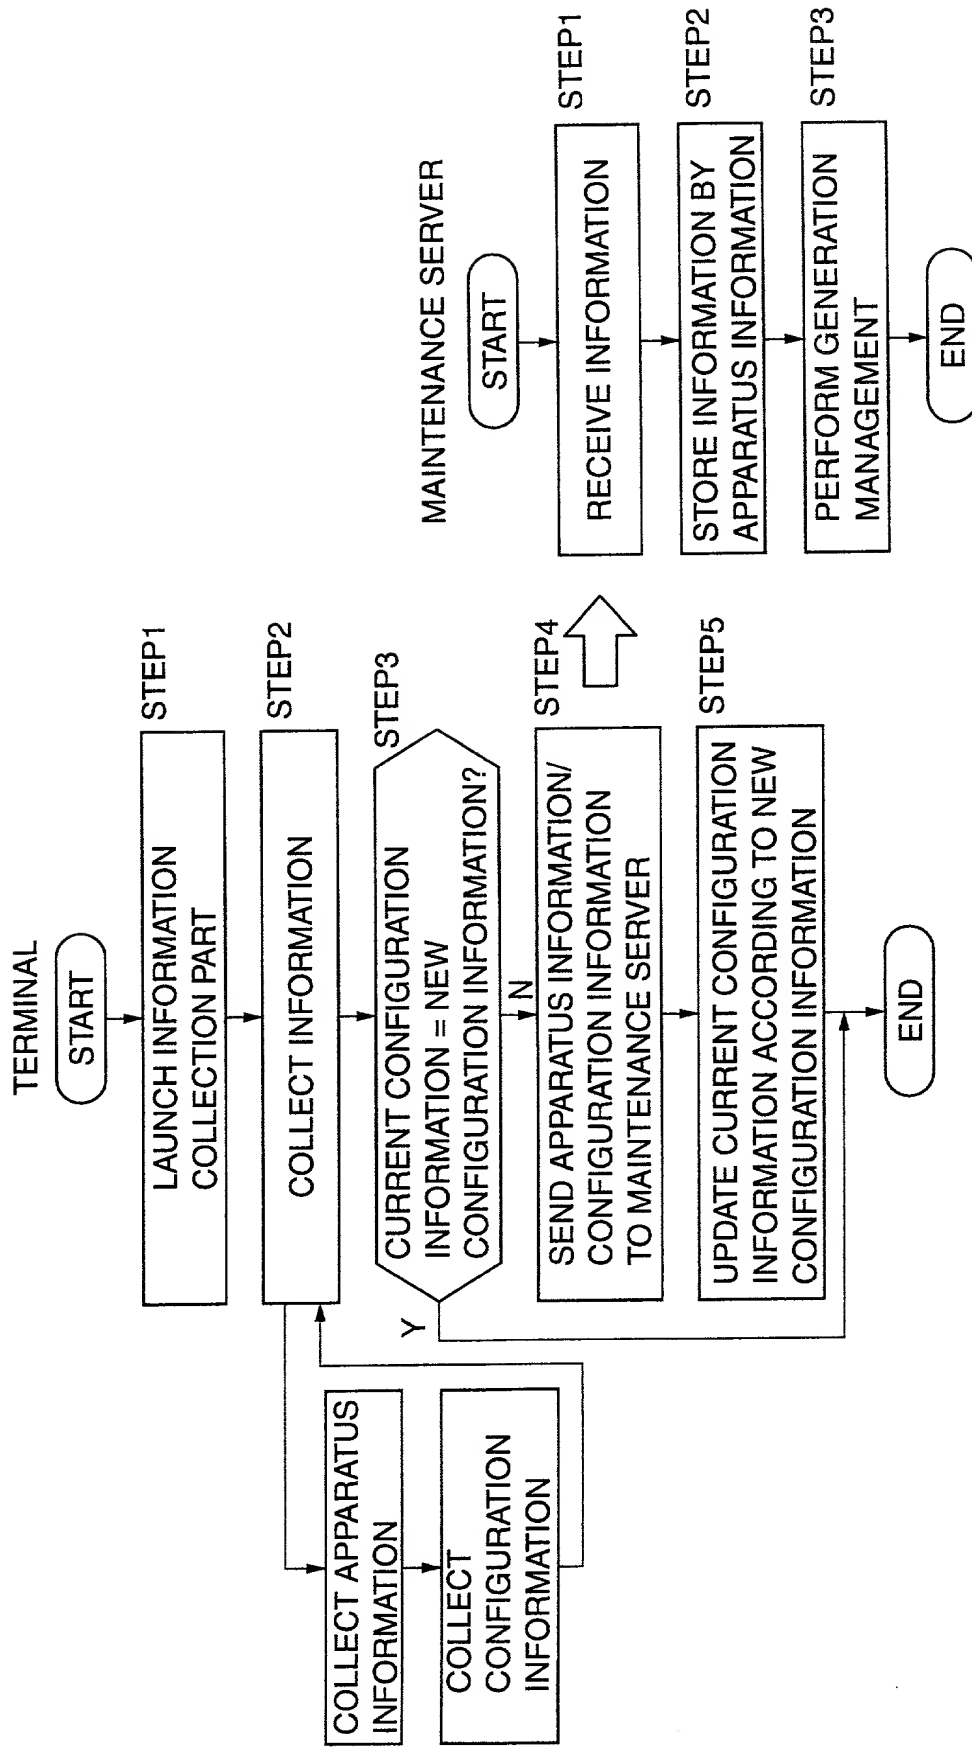 TERMINAL
START
LAUNCH INFORMATION
COLLECTION PART
STEP1
COLLECT INFORMATION
STEP2
COLLECT APPARATUS
INFORMATION
COLLECT
CONFIGURATION
INFORMATION
CURRENT CONFIGURATION
INFORMATION = NEW
CONFIGURATION INFORMATION?
STEP3
Y
N
SEND APPARATUS INFORMATION/
CONFIGURATION INFORMATION
TO MAINTENANCE SERVER
STEP4
UPDATE CURRENT CONFIGURATION
INFORMATION ACCORDING TO NEW
CONFIGURATION INFORMATION
STEP5
END
MAINTENANCE SERVER
START
RECEIVE INFORMATION
STEP1
STORE INFORMATION BY
APPARATUS INFORMATION
STEP2
PERFORM GENERATION
MANAGEMENT
STEP3
END